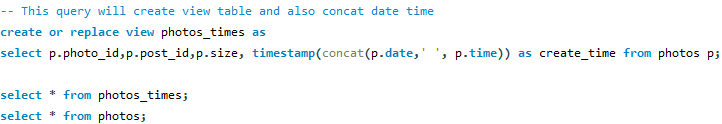 -- This query will create view table and also concat date time
create or replace view photos_times as
select p.photo_id,p.post_id,p.size, timestamp(concat(p.date,' ', p.time)) as create_time from photos p;
select * from photos_times;
select * from photos;